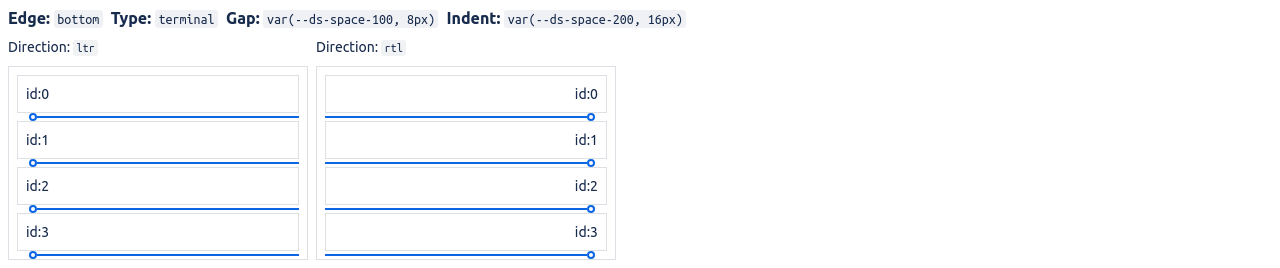 Edge: bottom Type: terminal Gap: var(--ds-space-100, 8px) Indent: var(--ds-space-200, 16px)
Direction: ltr
id:0
id:1
id:2
id:3
Direction: rtl
id:0
id:1
id:2
id:3